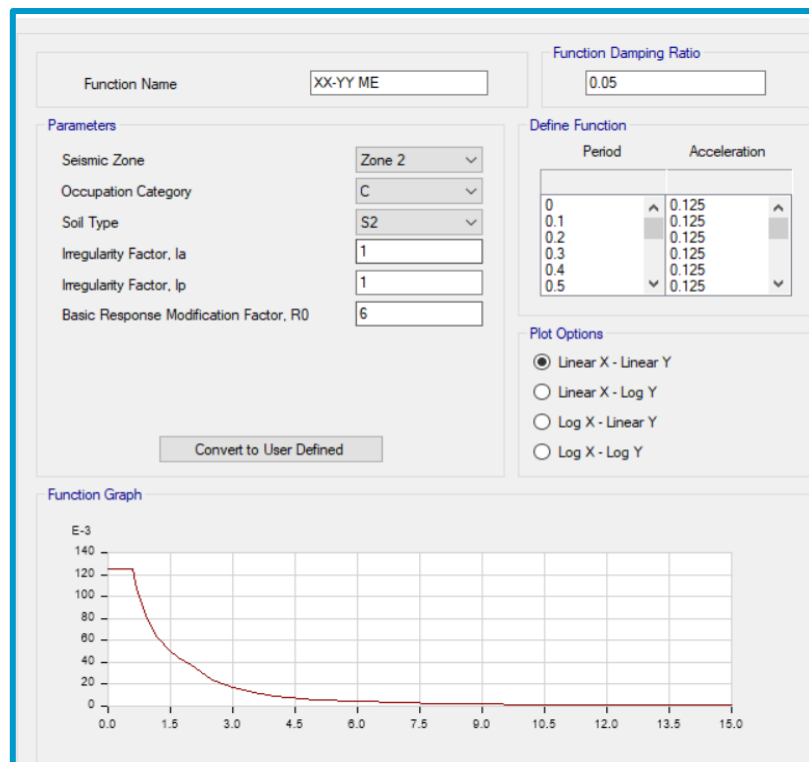 Function Damping Ratio
Function Name XX-YY ME 0.05
Parameters
Seismic Zone Zone 2
Occupation Category C
Soil Type S2
Irregularity Factor, Ia 1
Irregularity Factor, Ip 1
Basic Response Modification Factor, R0 6
Convert to User Defined
Define Function
Period Acceleration
0 0.125
0.1 0.125
0.2 0.125
0.3 0.125
0.4 0.125
0.5 0.125
Plot Options
Linear X - Linear Y
Linear X - Log Y
Log X - Linear Y
Log X - Log Y
Function Graph
E-3
140
120
100
80
60
40
20
0
0.0 1.5 3.0 4.5 6.0 7.5 9.0 10.5 12.0 13.5 15.0